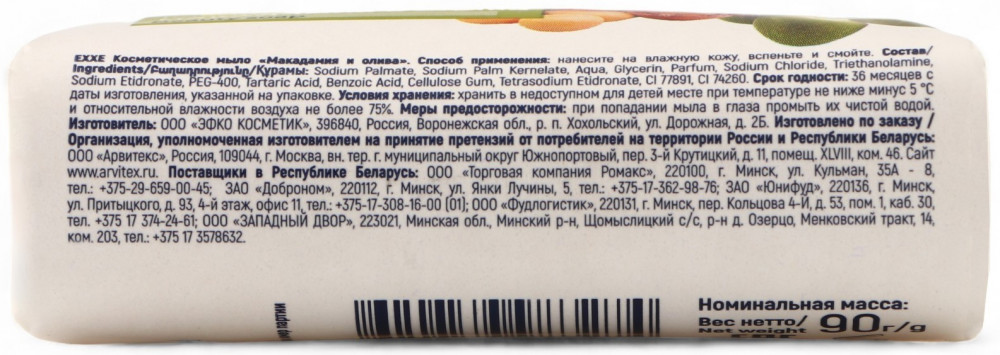 EXXE Косметическое мыло «Макадамия и олива». Способ применения: нанесите на влажную кожу, вспеньте и смойте. Состав/
Ingredients/Բաղադրությունը/Құрамы: Sodium Palmate, Sodium Palm Kernelate, Aqua, Glycerin, Parfum, Sodium Chloride, Triethanolamine,
Sodium Etidronate, PEG-400, Tartaric Acid, Benzoic Acid, Cellulose Gum, Tetrasodium Etidronate, CI 77891, CI 74260. Срок годности: 36 месяцев с
даты изготовления, указанной на упаковке. Условия хранения: хранить в недоступном для детей месте при температуре не ниже минус 5 °C
и относительной влажности воздуха не более 75%. Меры предосторожности: при попадании мыла в глаза промыть их чистой водой.
Изготовитель: ООО «ЭФКО КОСМЕТИК», 396840, Россия, Воронежская обл., р. п. Хохольский, ул. Дорожная, д. 2Б. Изготовлено по заказу /
Организация, уполномоченная изготовителем на принятие претензий от потребителей на территории России и Республики Беларусь:
ООО «Арвитекс», Россия, 109044, г. Москва, вн. тер. г. муниципальный округ Южнопортовый, пер. 3-й Крутицкий, д. 11, помещ. XLVIII, ком. 46. Сайт
www.arvitex.ru. Поставщики в Республике Беларусь: ООО «Торговая компания Ромакс», 220100, г. Минск, ул. Кульман, 35А - 8,
тел.: +375-29-659-00-45; ЗАО «Доброном», 220112, г. Минск, ул. Янки Лучины, 5, тел.: +375-17-362-98-76; ЗАО «Юнифуд», 220136, г. Минск,
ул. Притыцкого, д. 93, 4-й этаж, офис 11, тел.: +375-17-308-16-00 (01); ООО «Фудлогистик», 220131, г. Минск, пер. Кольцова 4-Й, д. 53, пом. 1, каб. 30,
тел. +375 17 374-24-61; ООО «ЗАПАДНЫЙ ДВОР», 223021, Минская обл., Минский р-н, Щомыслицкий с/с, р-н д. Озерцо, Менковский тракт, 14,
ком. 203, тел.: +375 17 3578632.
Номинальная масса:
Вес нетто/ 90 г/g
Net weight